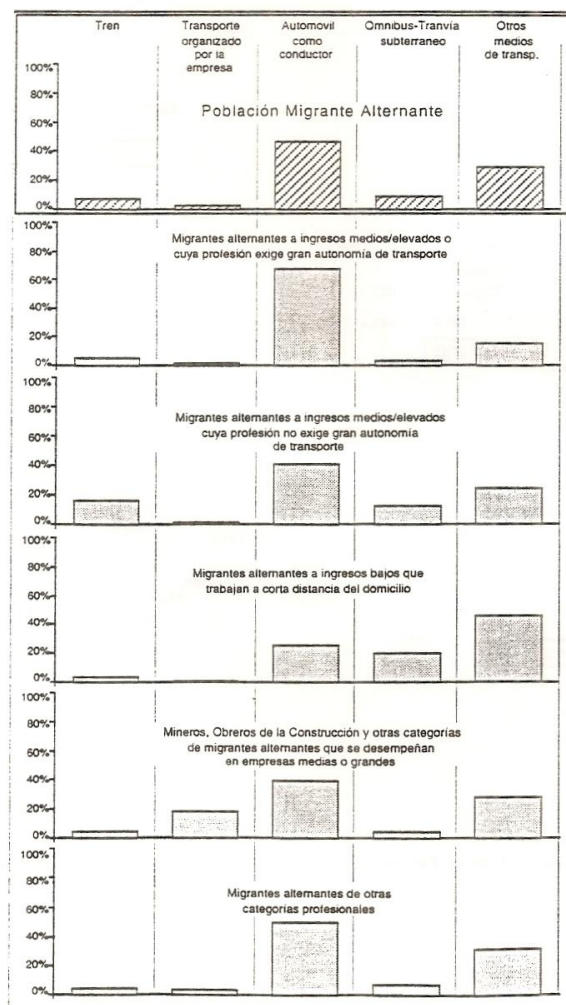 Tren
Transporte
organizado
por la
empresa
Automovil
como
conductor
Omnibus-Tranvía
subterraneo
Otros
medios
de transp.
100%
80%
60%
40%
20%
0%
Población Migrante Alternante
100%
80%
60%
40%
20%
0%
Migrantes alternantes a ingresos medios/elevados o
cuya profesión exige gran autonomía de transporte
100%
80%
60%
40%
20%
0%
Migrantes alternantes a ingresos medios/elevados
cuya profesión no exige gran autonomía
de transporte
100%
80%
60%
40%
20%
0%
Migrantes alternantes a ingresos bajos que
trabajan a corta distancia del domicilio
100%
80%
60%
40%
20%
0%
Mineros, Obreros de la Construcción y otras categorías
de migrantes alternantes que se desempeñan
en empresas medias o grandes
100%
80%
60%
40%
20%
0%
Migrantes alternantes de otras
categorías profesionales